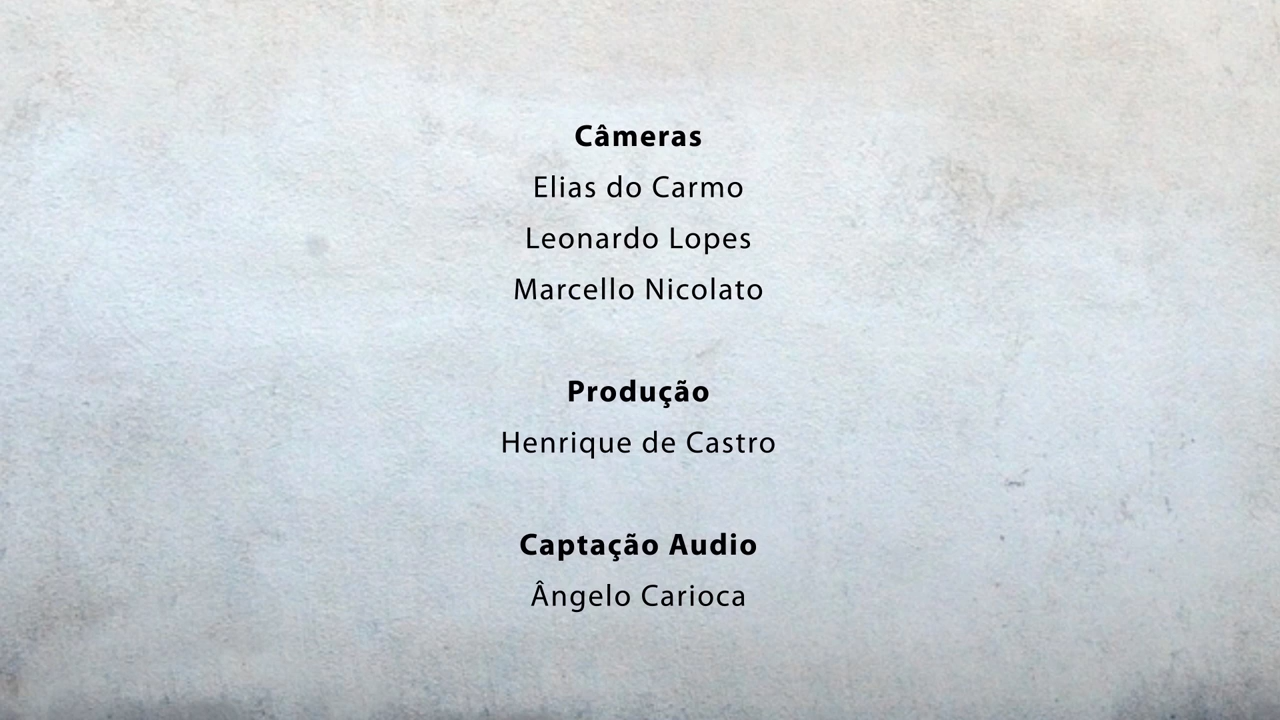 Câmeras
Elias do Carmo
Leonardo Lopes
Marcello Nicolato
Produção
Henrique de Castro
Captação Audio
Ângelo Carioca